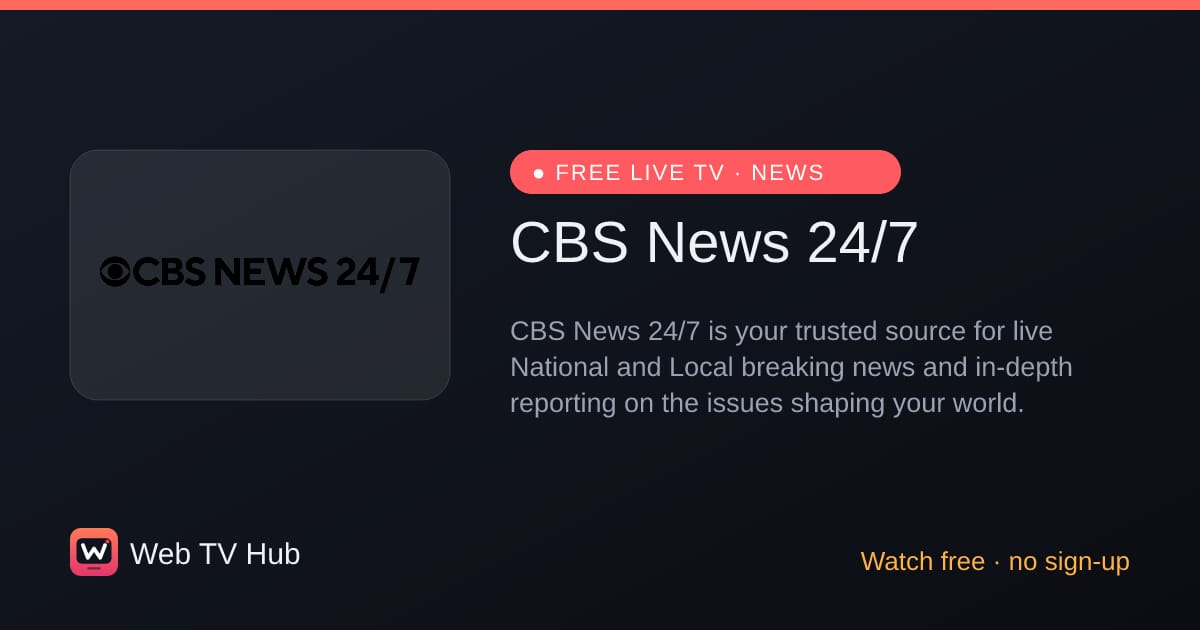 CBS NEWS 24/7
● FREE LIVE TV · NEWS
CBS News 24/7
CBS News 24/7 is your trusted source for live
National and Local breaking news and in-depth
reporting on the issues shaping your world.
W
Web TV Hub
Watch free · no sign-up